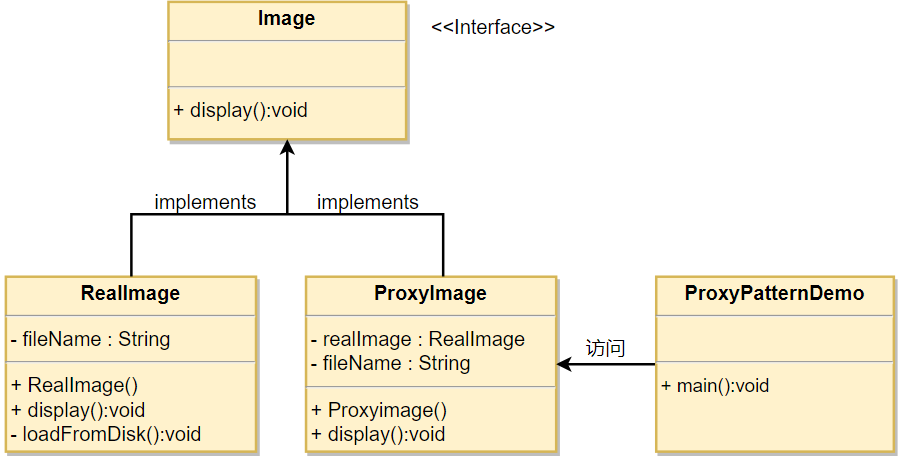 Image
<<Interface>>
+ display():void
implements
implements
RealImage
- fileName : String
+ RealImage()
+ display():void
- loadFromDisk():void
ProxyImage
- realImage : RealImage
- fileName : String
+ Proxyimage()
+ display():void
访问
ProxyPatternDemo
+ main():void